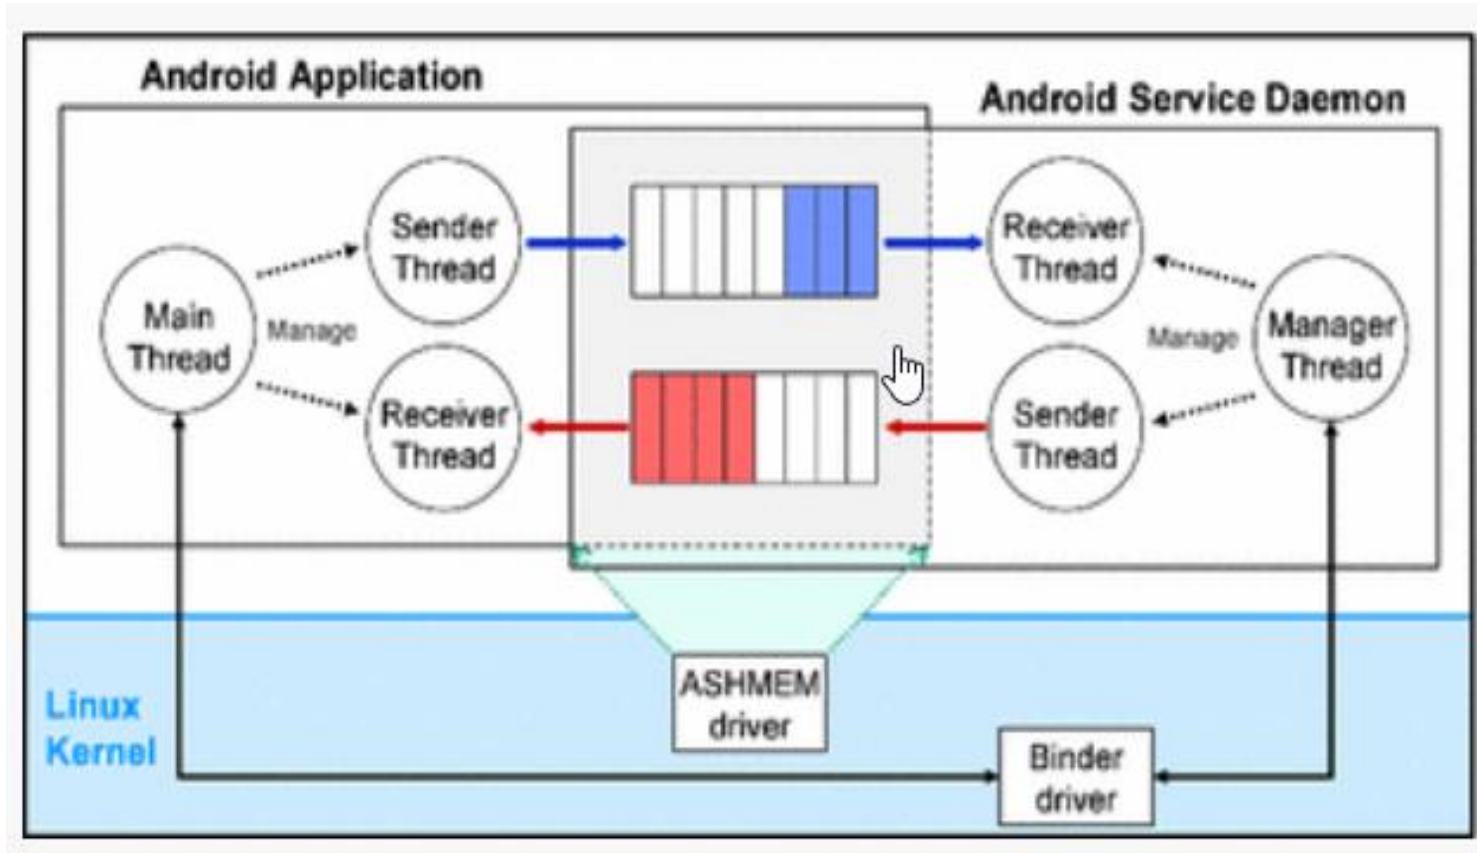 Android Application
Android Service Daemon
Sender
Thread
Receiver
Thread
Main
Thread
Manage
Manage
Manager
Thread
Receiver
Thread
Sender
Thread
ASHMEM
driver
Linux
Kernel
Binder
driver